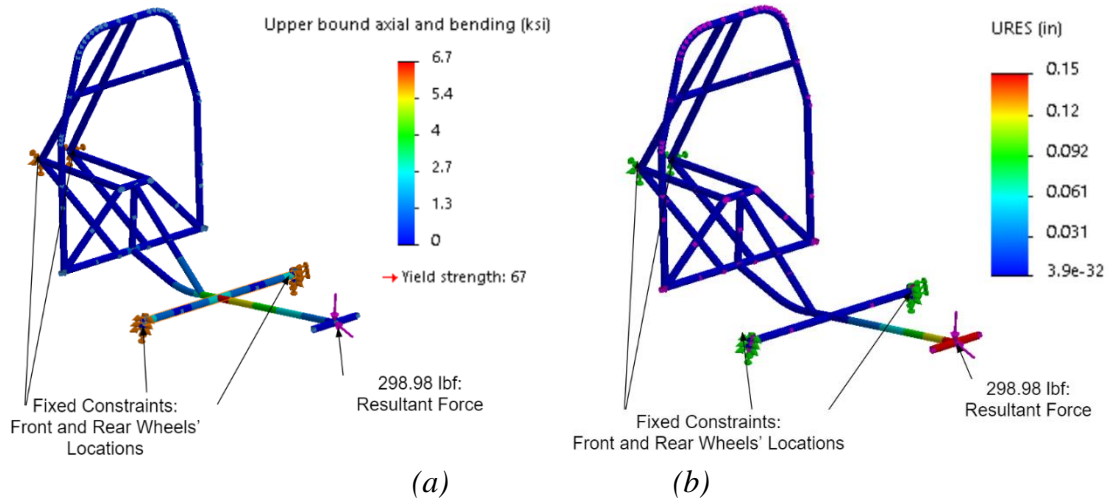 Upper bound axial and bending (ksi)
6.7
5.4
4
2.7
1.3
0
Yield strength: 67
298.98 lbf:
Resultant Force
Fixed Constraints:
Front and Rear Wheels’
Locations
(a)
URES (in)
0.15
0.12
0.092
0.061
0.031
3.9e-32
298.98 lbf:
Resultant Force
Fixed Constraints:
Front and Rear Wheels’ Locations
(b)